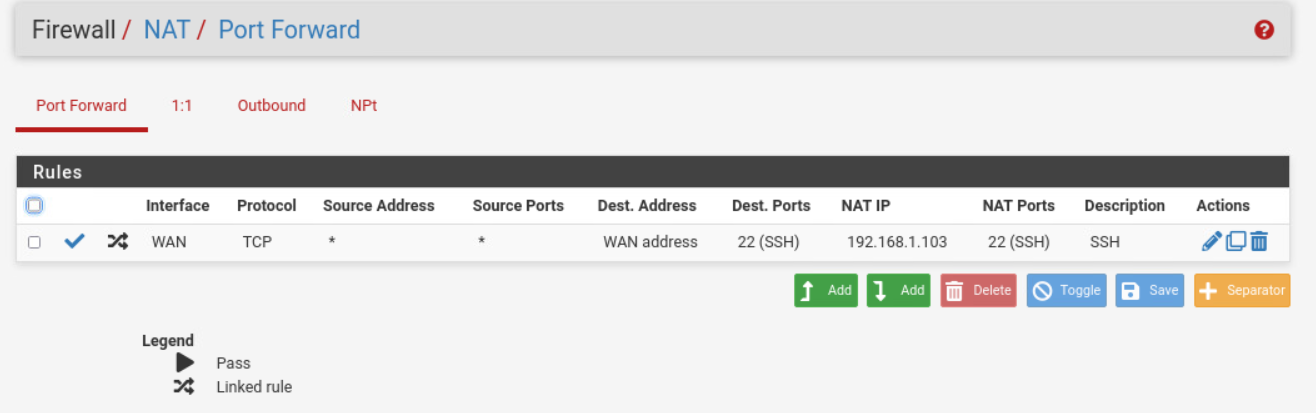 Firewall / NAT / Port Forward
Port Forward 1:1 Outbound NPt
Rules
Interface Protocol Source Address Source Ports Dest. Address Dest. Ports NAT IP NAT Ports Description Actions
WAN TCP * * WAN address 22 (SSH) 192.168.1.103 22 (SSH) SSH
Add Add Delete Toggle Save Separator
Legend
Pass
Linked rule